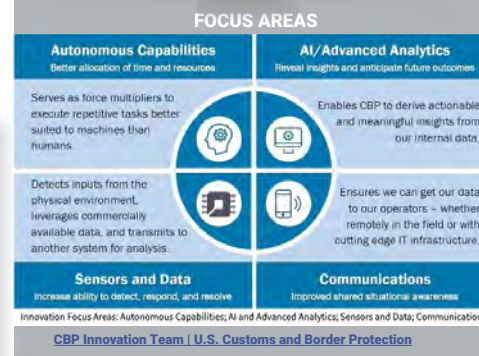 FOCUS AREAS
Autonomous Capabilities
Better allocation of time and resources
Serves as force multipliers to
execute repetitive tasks better
suited to machines than
humans.
AI/Advanced Analytics
Reveal insights and anticipate future outcomes
Enables CBP to derive actionable
and meaningful insights from
our internal data.
Detects inputs from the
physical environment,
leverages commercially
available data, and transmits to
another system for analysis.
Sensors and Data
Increase ability to detect, respond, and resolve
Ensures we can get our data
to our operators – whether
remotely in the field or with
cutting edge IT infrastructure.
Communications
Improved shared situational awareness
Innovation Focus Areas: Autonomous Capabilities; AI and Advanced Analytics; Sensors and Data; Communication
CBP Innovation Team | U.S. Customs and Border Protection